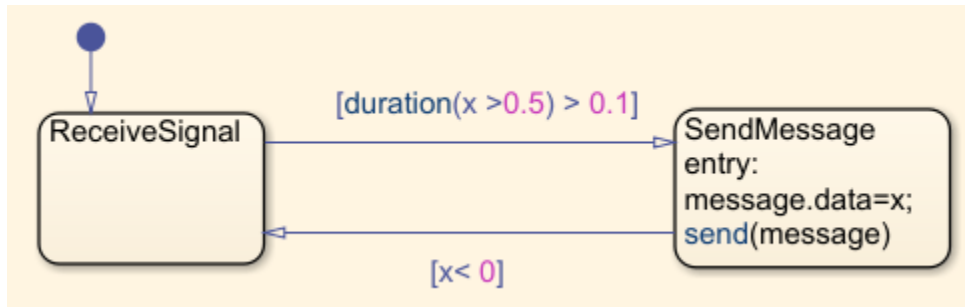 [duration(x >0.5) > 0.1]
ReceiveSignal
SendMessage
entry:
message.data=x;
send(message)
[x< 0]